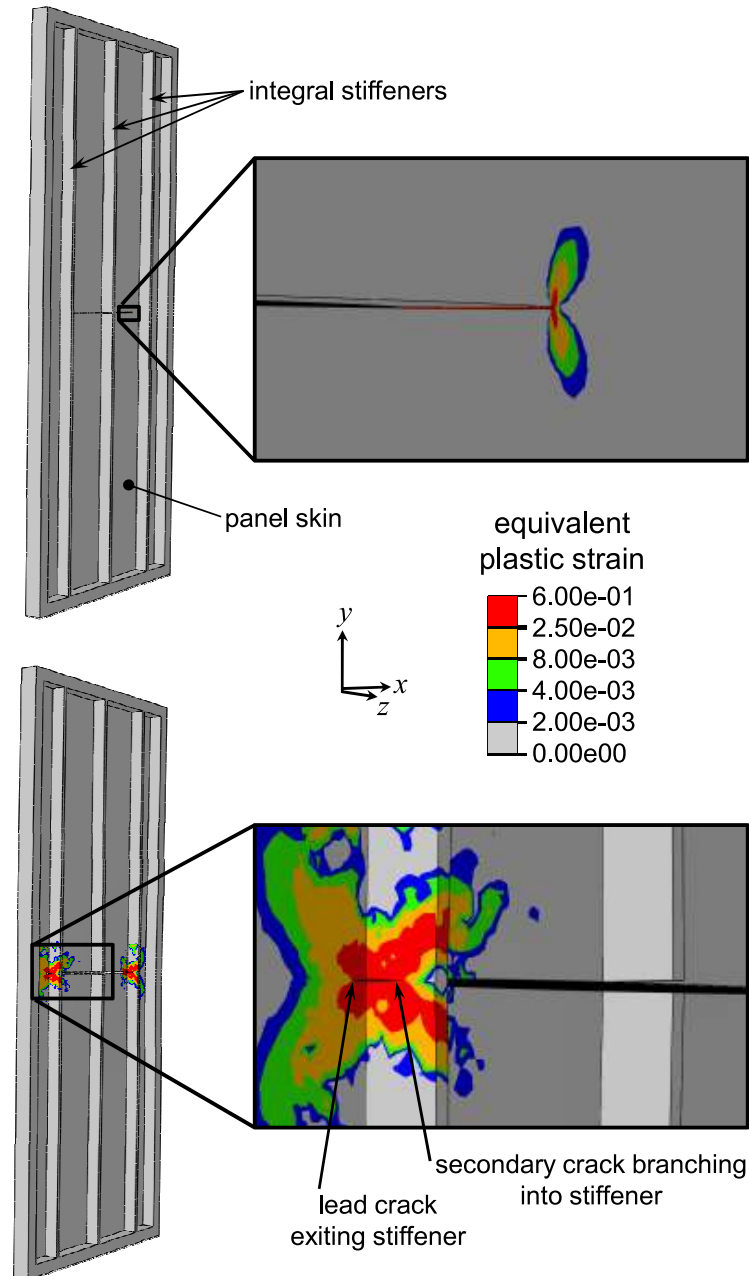 integral stiffeners
panel skin
equivalent
plastic strain
6.00e-01
2.50e-02
8.00e-03
4.00e-03
2.00e-03
0.00e00
y
x
z
secondary crack branching
into stiffener
lead crack
exiting stiffener